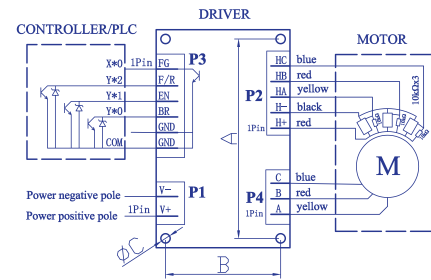 DRIVER
CONTROLLER/PLC
MOTOR
X*0 1Pin FG P3
Y*2 F/R
Y*1 EN
Y*0 BR
GND
COM GND
HC blue
HB red
P2 HA yellow
H- black
1Pin H+ red
10kΩx3
M
A
Power negative pole V- P1
Power positive pole 1Pin V+
C blue
P4 B red
1Pin A yellow
ØC
B